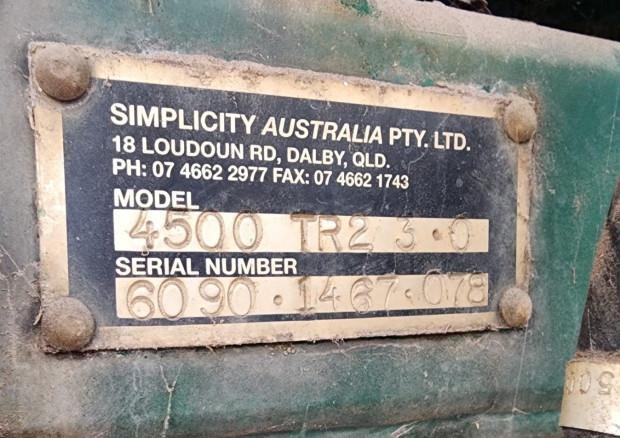 SIMPLICITY AUSTRALIA PTY. LTD.
18 LOUDOUN RD, DALBY, QLD.
PH: 07 4662 2977 FAX: 07 4662 1743
MODEL
4500 TR2 3.0
SERIAL NUMBER
6090.1467.078